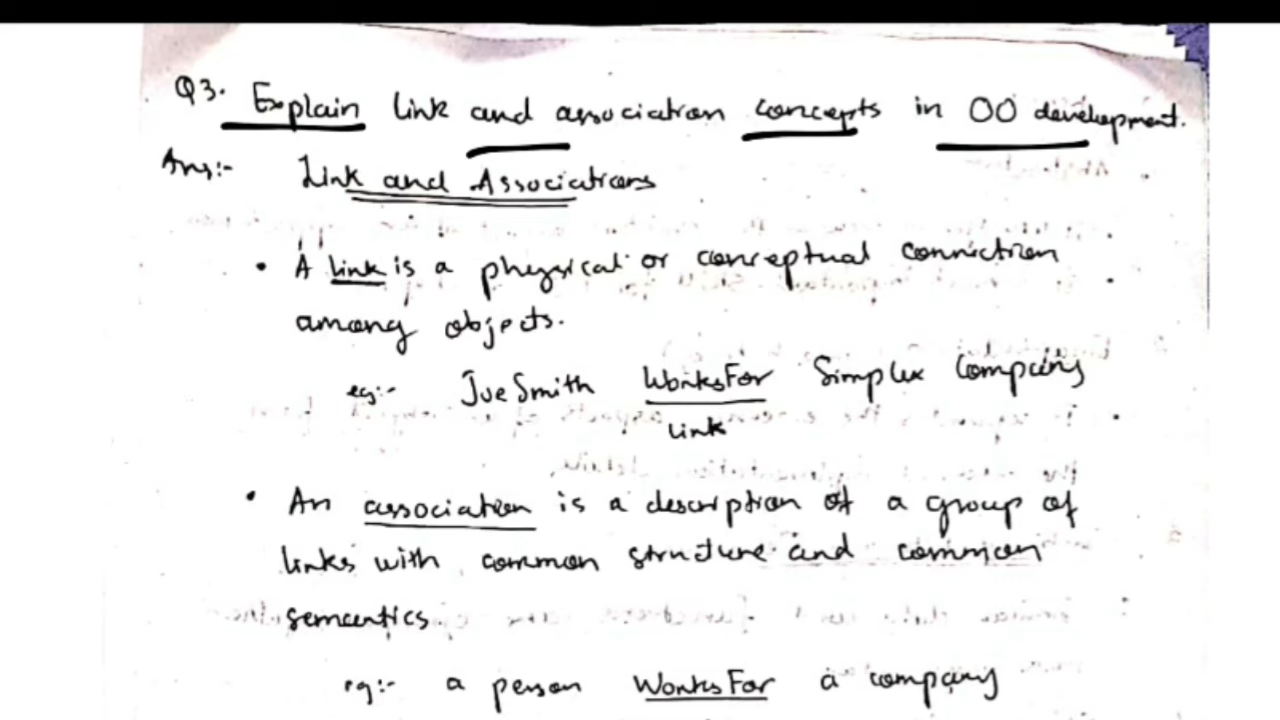 Q3. Explain link and association concepts in OO development.
Ans:- Link and Associations
• A link is a physical or conceptual connection
among objects.
eg:- Joe Smith WorksFor Simplex Company
link
• An association is a description of a group of
links with common structure and common
semantics
eg:- a person WorksFor a company